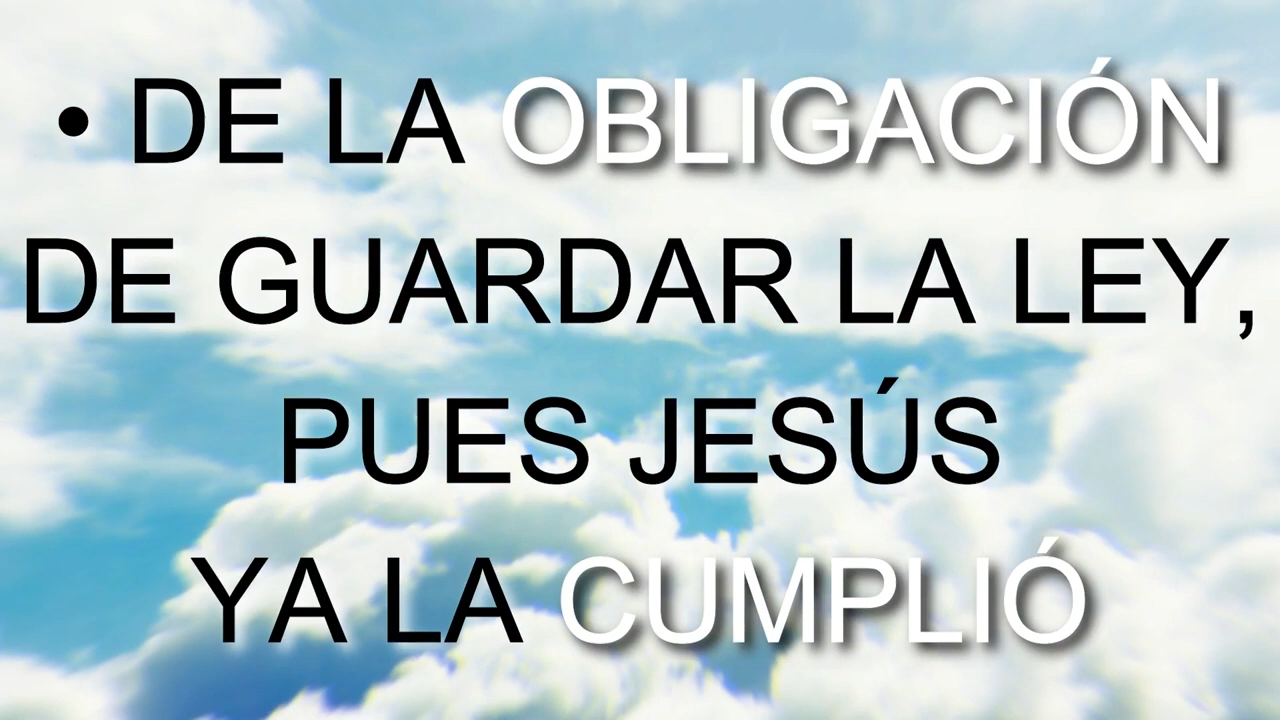 • DE LA OBLIGACIÓN
DE GUARDAR LA LEY,
PUES JESÚS
YA LA CUMPLIÓ